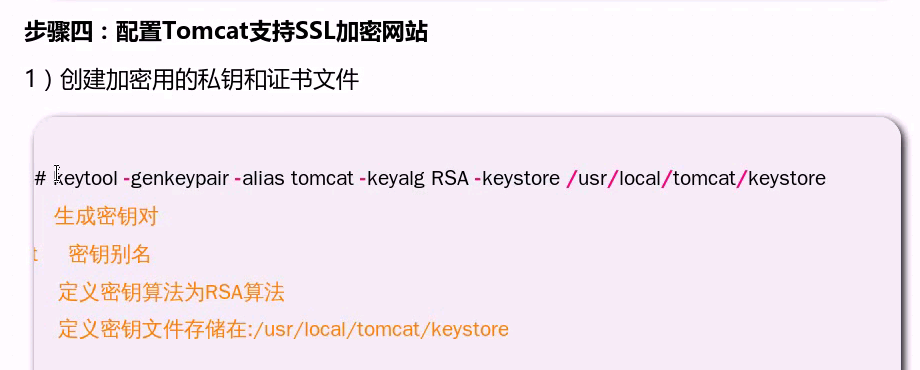 步骤四：配置Tomcat支持SSL加密网站
1）创建加密用的私钥和证书文件
# keytool -genkeypair -alias tomcat -keyalg RSA -keystore /usr/local/tomcat/keystore
生成密钥对
t 密钥别名
定义密钥算法为RSA算法
定义密钥文件存储在:/usr/local/tomcat/keystore